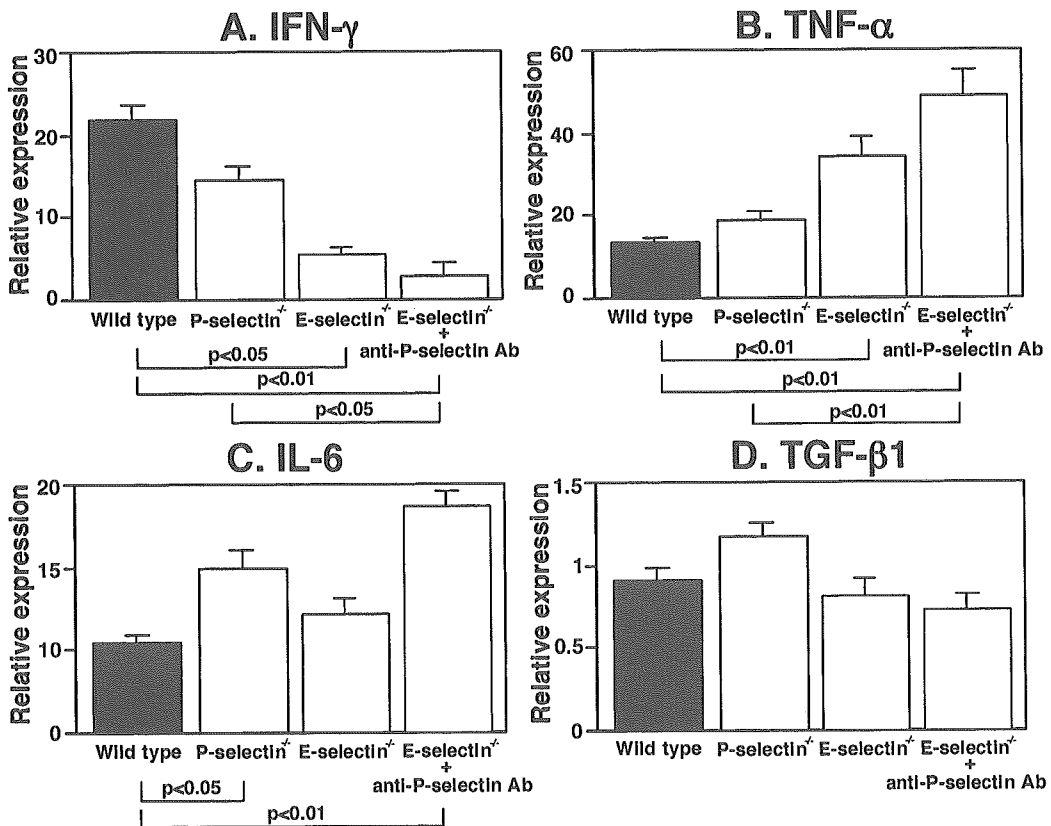 A. IFN-γ
Relative expression
30
20
10
0
Wild type
P-selectin-/-
E-selectin-/-
E-selectin-/-
+
anti-P-selectin Ab
p<0.05
p<0.01
p<0.05
B. TNF-α
Relative expression
60
40
20
0
Wild type
P-selectin-/-
E-selectin-/-
E-selectin-/-
+
anti-P-selectin Ab
p<0.01
p<0.01
p<0.01
C. IL-6
Relative expression
20
15
10
0
Wild type
P-selectin-/-
E-selectin-/-
E-selectin-/-
+
anti-P-selectin Ab
p<0.05
p<0.01
D. TGF-β1
Relative expression
1.5
1
0.5
0
Wild type
P-selectin-/-
E-selectin-/-
E-selectin-/-
+
anti-P-selectin Ab